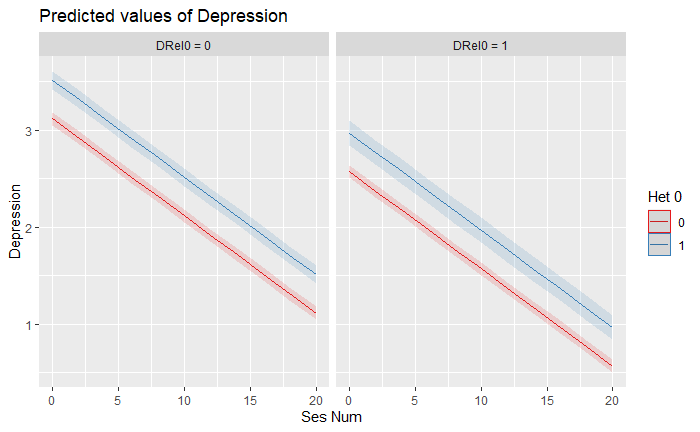 Predicted values of Depression
DRel0 = 0
DRel0 = 1
3
2
1
Depression
0 5 10 15 20
0 5 10 15 20
Ses Num
Het 0
0
1